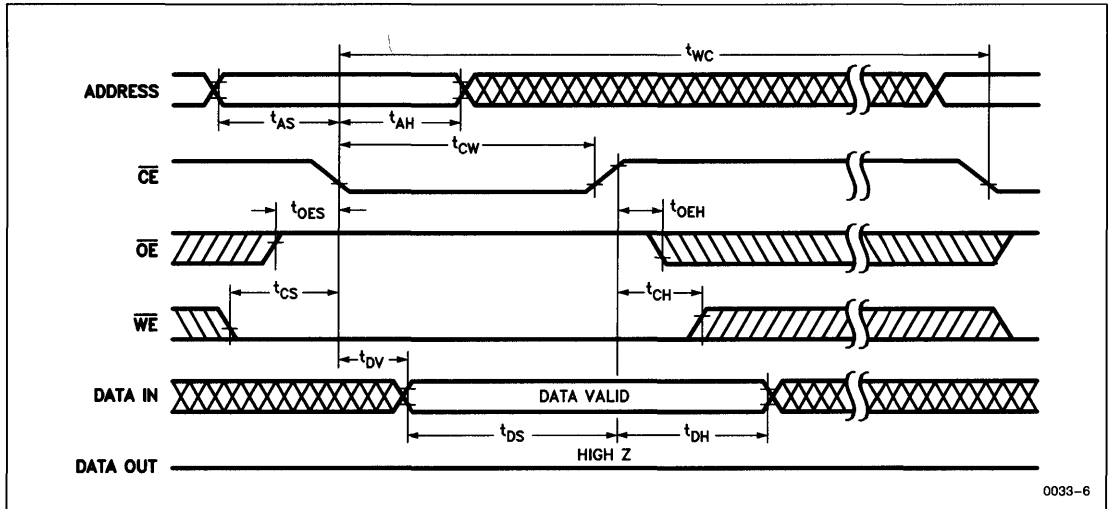 tWC
ADDRESS
tAS
tAH
tCW
CE
tOES
tOEH
OE
tCS
tCH
WE
tDV
DATA IN
DATA VALID
tDS
tDH
HIGH Z
DATA OUT
0033-6